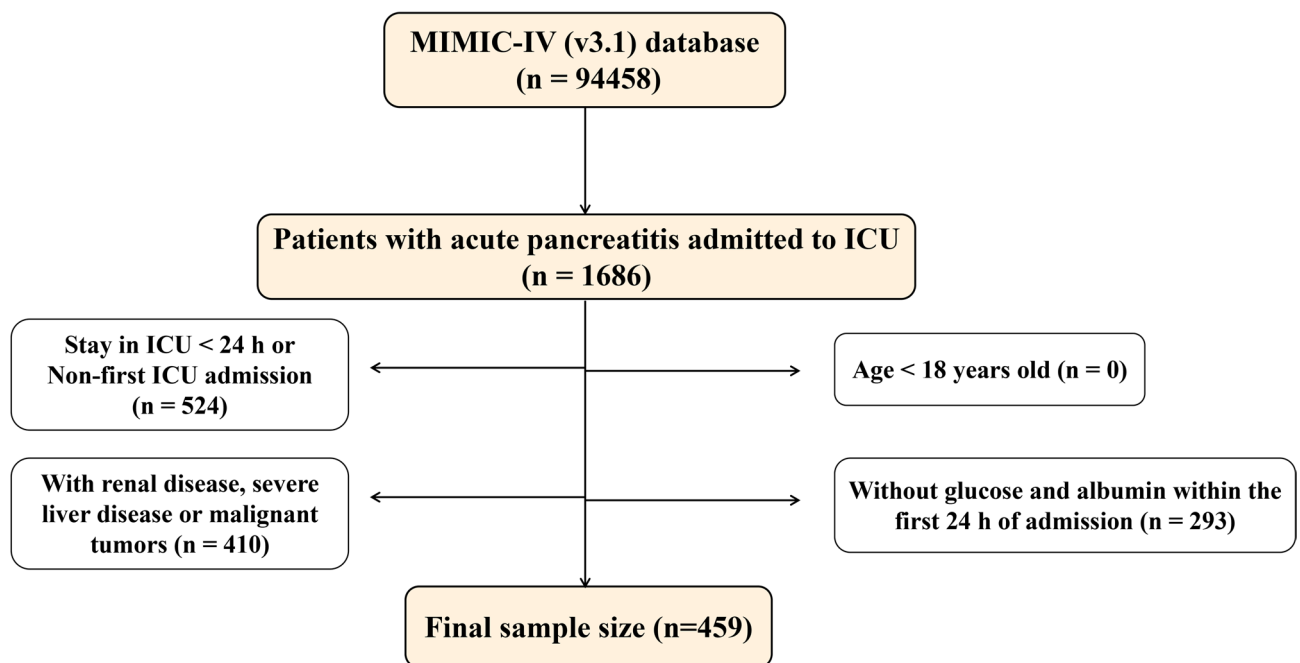 MIMIC-IV (v3.1) database
(n = 94458)
Patients with acute pancreatitis admitted to ICU
(n = 1686)
Stay in ICU < 24 h or
Non-first ICU admission
(n = 524)
Age < 18 years old (n = 0)
With renal disease, severe
liver disease or malignant
tumors (n = 410)
Without glucose and albumin within the
first 24 h of admission (n = 293)
Final sample size (n=459)